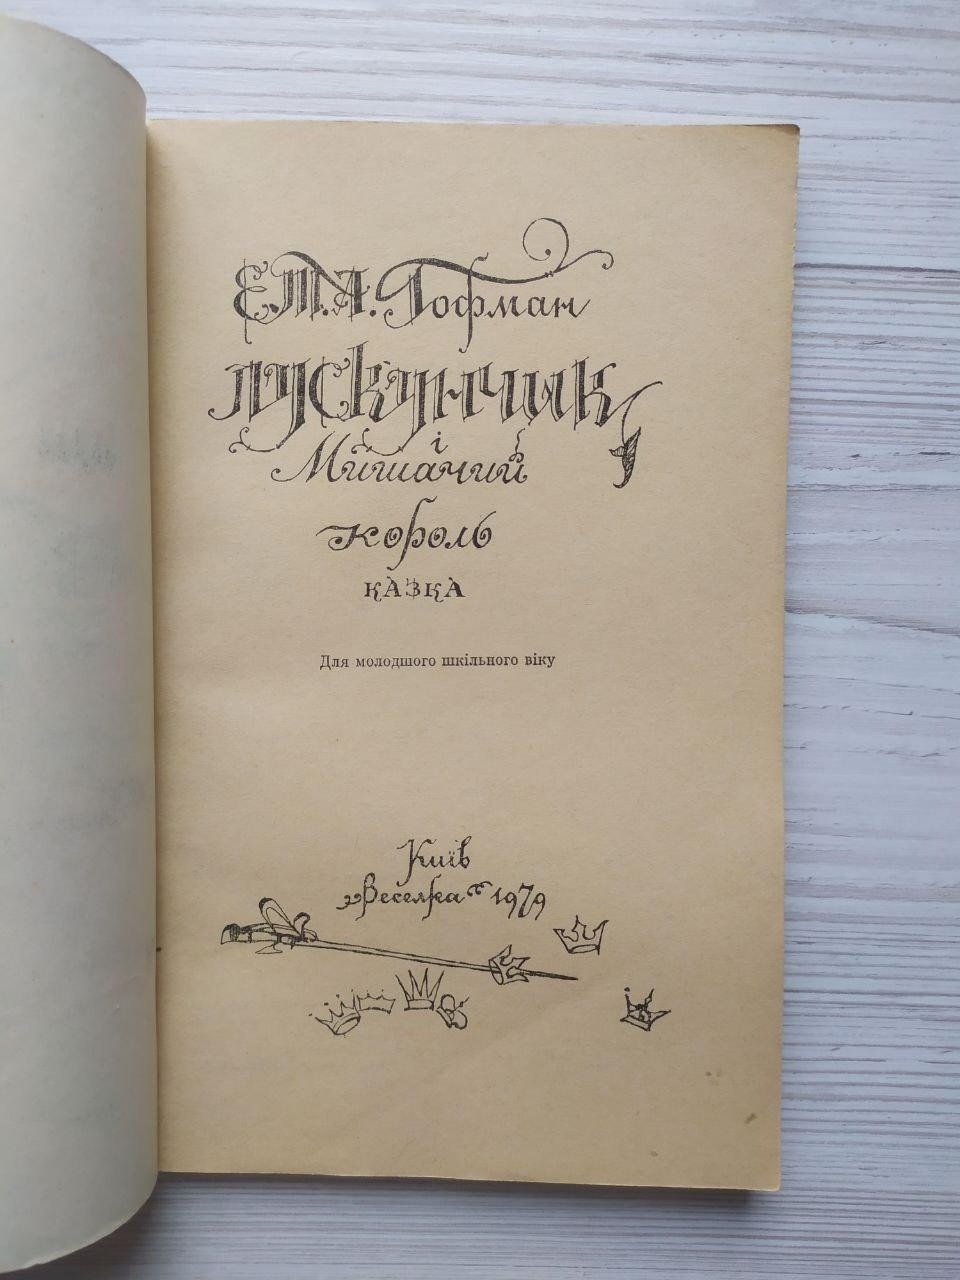 Е.Т.А. Гофман
Лускунчик
і
Мишачий
король
КАЗКА
Для молодшого шкільного віку
Київ
„Веселка“ 1979